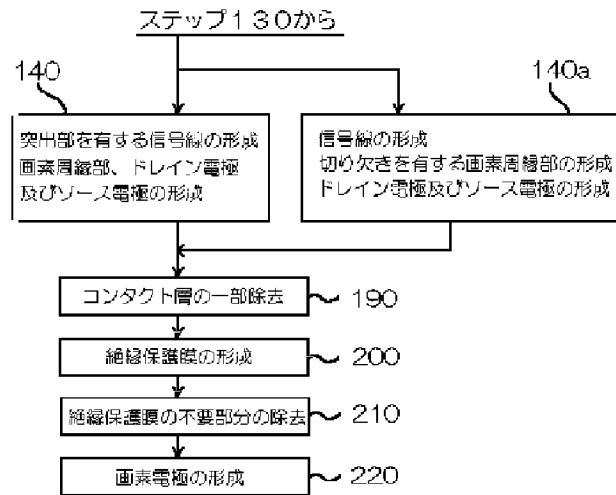 ステップ130から
140
140a
突出部を有する信号線の形成
画素周縁部、ドレイン電極
及びソース電極の形成
信号線の形成
切り欠きを有する画素周縁部の形成
ドレイン電極及びソース電極の形成
コンタクト層の一部除去
190
絶縁保護膜の形成
200
絶縁保護膜の不要部分の除去
210
画素電極の形成
220